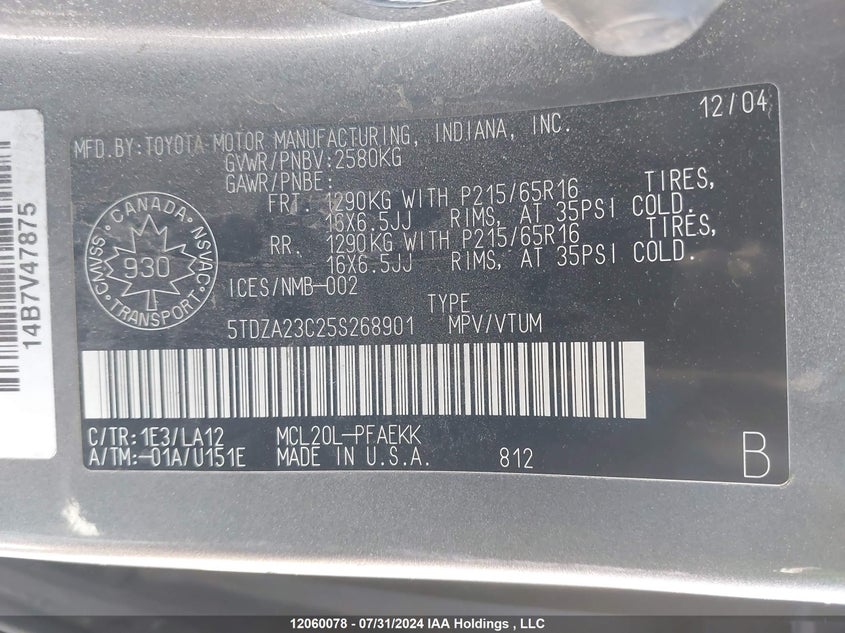 12/04
MFD.BY:TOYOTA MOTOR MANUFACTURING, INDIANA, INC.
GVWR/PNBV:2580KG
GAWR/PNBE:
FRT. 1290KG WITH P215/65R16 TIRES,
16X6.5JJ RIMS, AT 35PSI COLD.
RR. 1290KG WITH P215/65R16 TIRES,
16X6.5JJ RIMS, AT 35PSI COLD.
ICES/NMB-002
CANADA
CMVSS 930 NSVAC
TRANSPORT
TYPE
5TDZA23C25S268901 MPV/VTUM
C/TR:1E3/LA12 MCL20L-PFAEKK
A/TM:-01A/U151E MADE IN U.S.A. 812 B
14B7V47875
12060078 - 07/31/2024 IAA Holdings , LLC